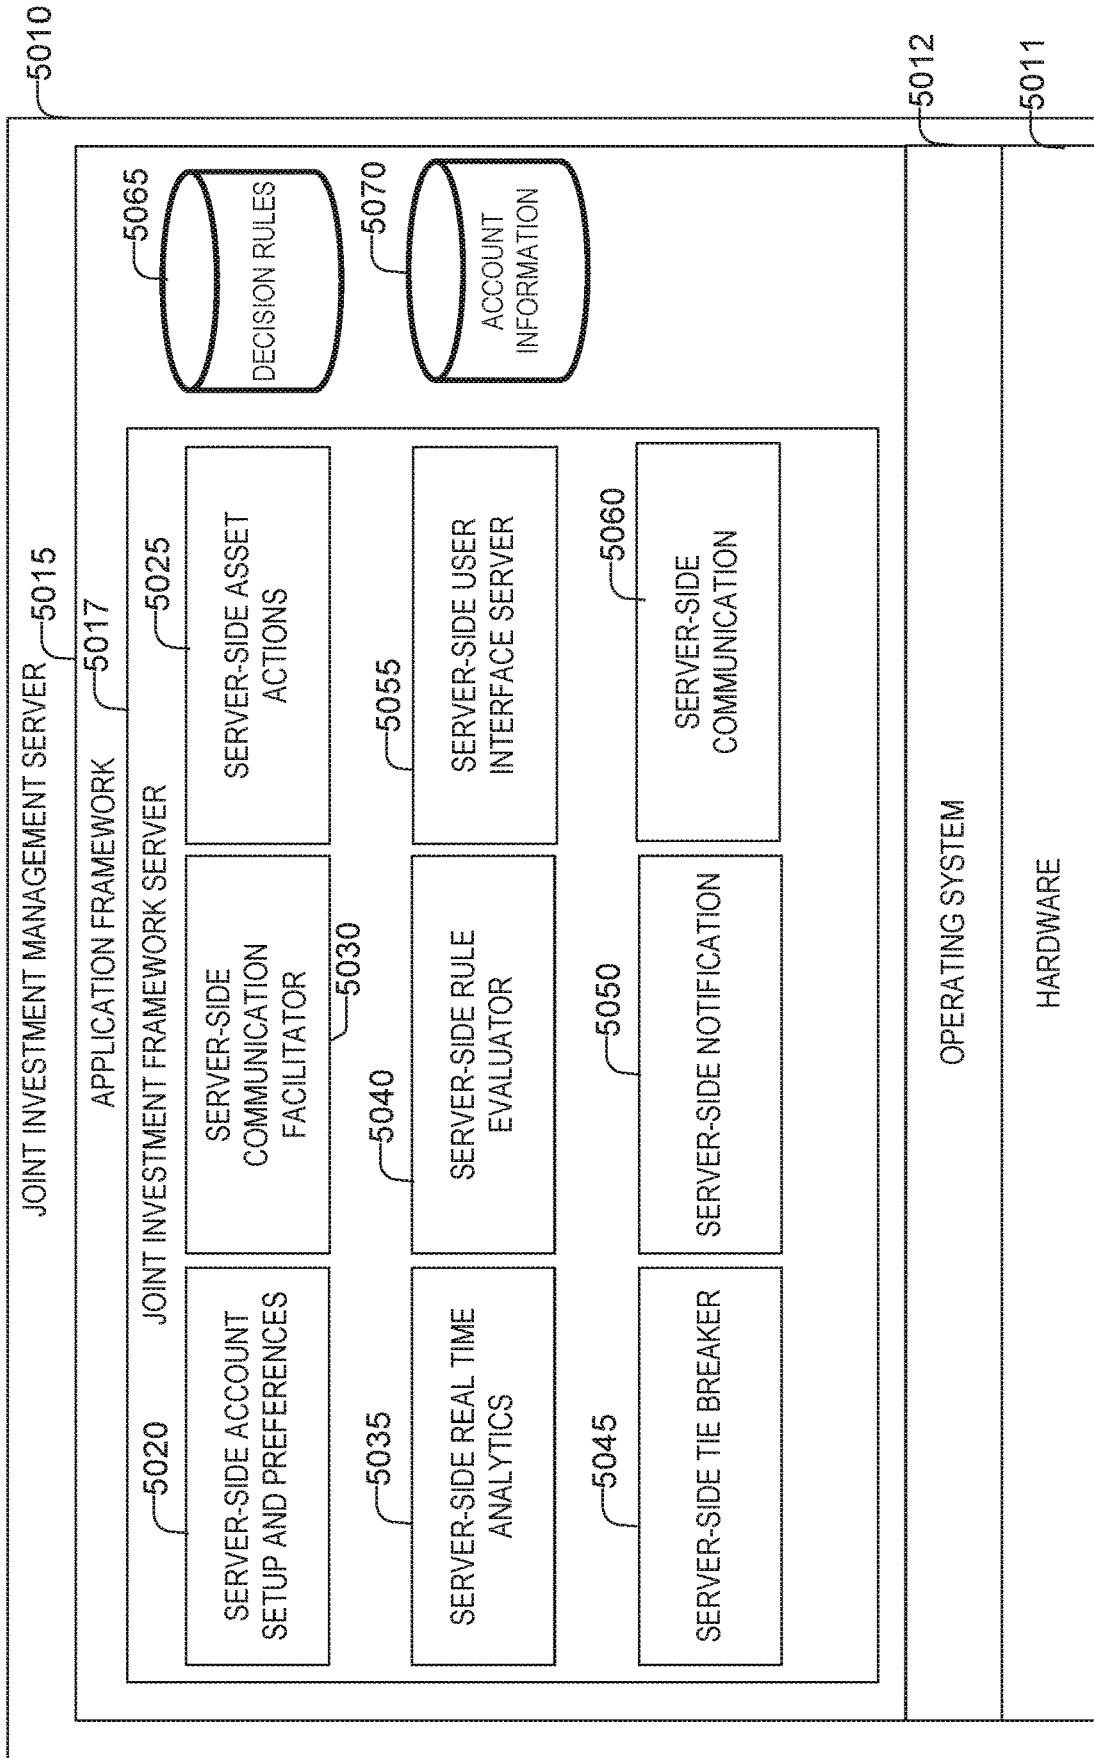 5010
JOINT INVESTMENT MANAGEMENT SERVER
5015
APPLICATION FRAMEWORK
5017
JOINT INVESTMENT FRAMEWORK SERVER
5020
SERVER-SIDE ACCOUNT
SETUP AND PREFERENCES
SERVER-SIDE
COMMUNICATION
FACILITATOR
5030
5025
SERVER-SIDE ASSET
ACTIONS
5065
DECISION RULES
5035
SERVER-SIDE REAL TIME
ANALYTICS
5040
SERVER-SIDE RULE
EVALUATOR
5055
SERVER-SIDE USER
INTERFACE SERVER
5070
ACCOUNT
INFORMATION
5045
SERVER-SIDE TIE BREAKER
5050
SERVER-SIDE NOTIFICATION
5060
SERVER-SIDE
COMMUNICATION
5012
OPERATING SYSTEM
5011
HARDWARE